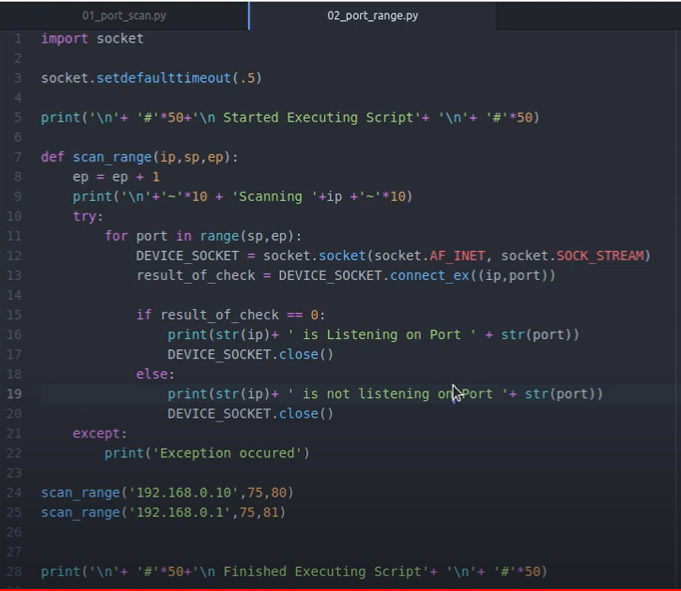 01_port_scan.py 02_port_range.py
1 import socket
2
3 socket.setdefaulttimeout(.5)
4
5 print('\n'+ '#'*50+'\n Started Executing Script'+ '\n'+ '#'*50)
6
7 def scan_range(ip,sp,ep):
8     ep = ep + 1
9     print('\n'+'~'*10 + 'Scanning '+ip +'~'*10)
10     try:
11         for port in range(sp,ep):
12             DEVICE_SOCKET = socket.socket(socket.AF_INET, socket.SOCK_STREAM)
13             result_of_check = DEVICE_SOCKET.connect_ex((ip,port))
14
15             if result_of_check == 0:
16                 print(str(ip)+ ' is Listening on Port ' + str(port))
17                 DEVICE_SOCKET.close()
18             else:
19                 print(str(ip)+ ' is not listening on Port '+ str(port))
20                 DEVICE_SOCKET.close()
21     except:
22         print('Exception occured')
23
24 scan_range('192.168.0.10',75,80)
25 scan_range('192.168.0.1',75,81)
26
27
28 print('\n'+ '#'*50+'\n Finished Executing Script'+ '\n'+ '#'*50)